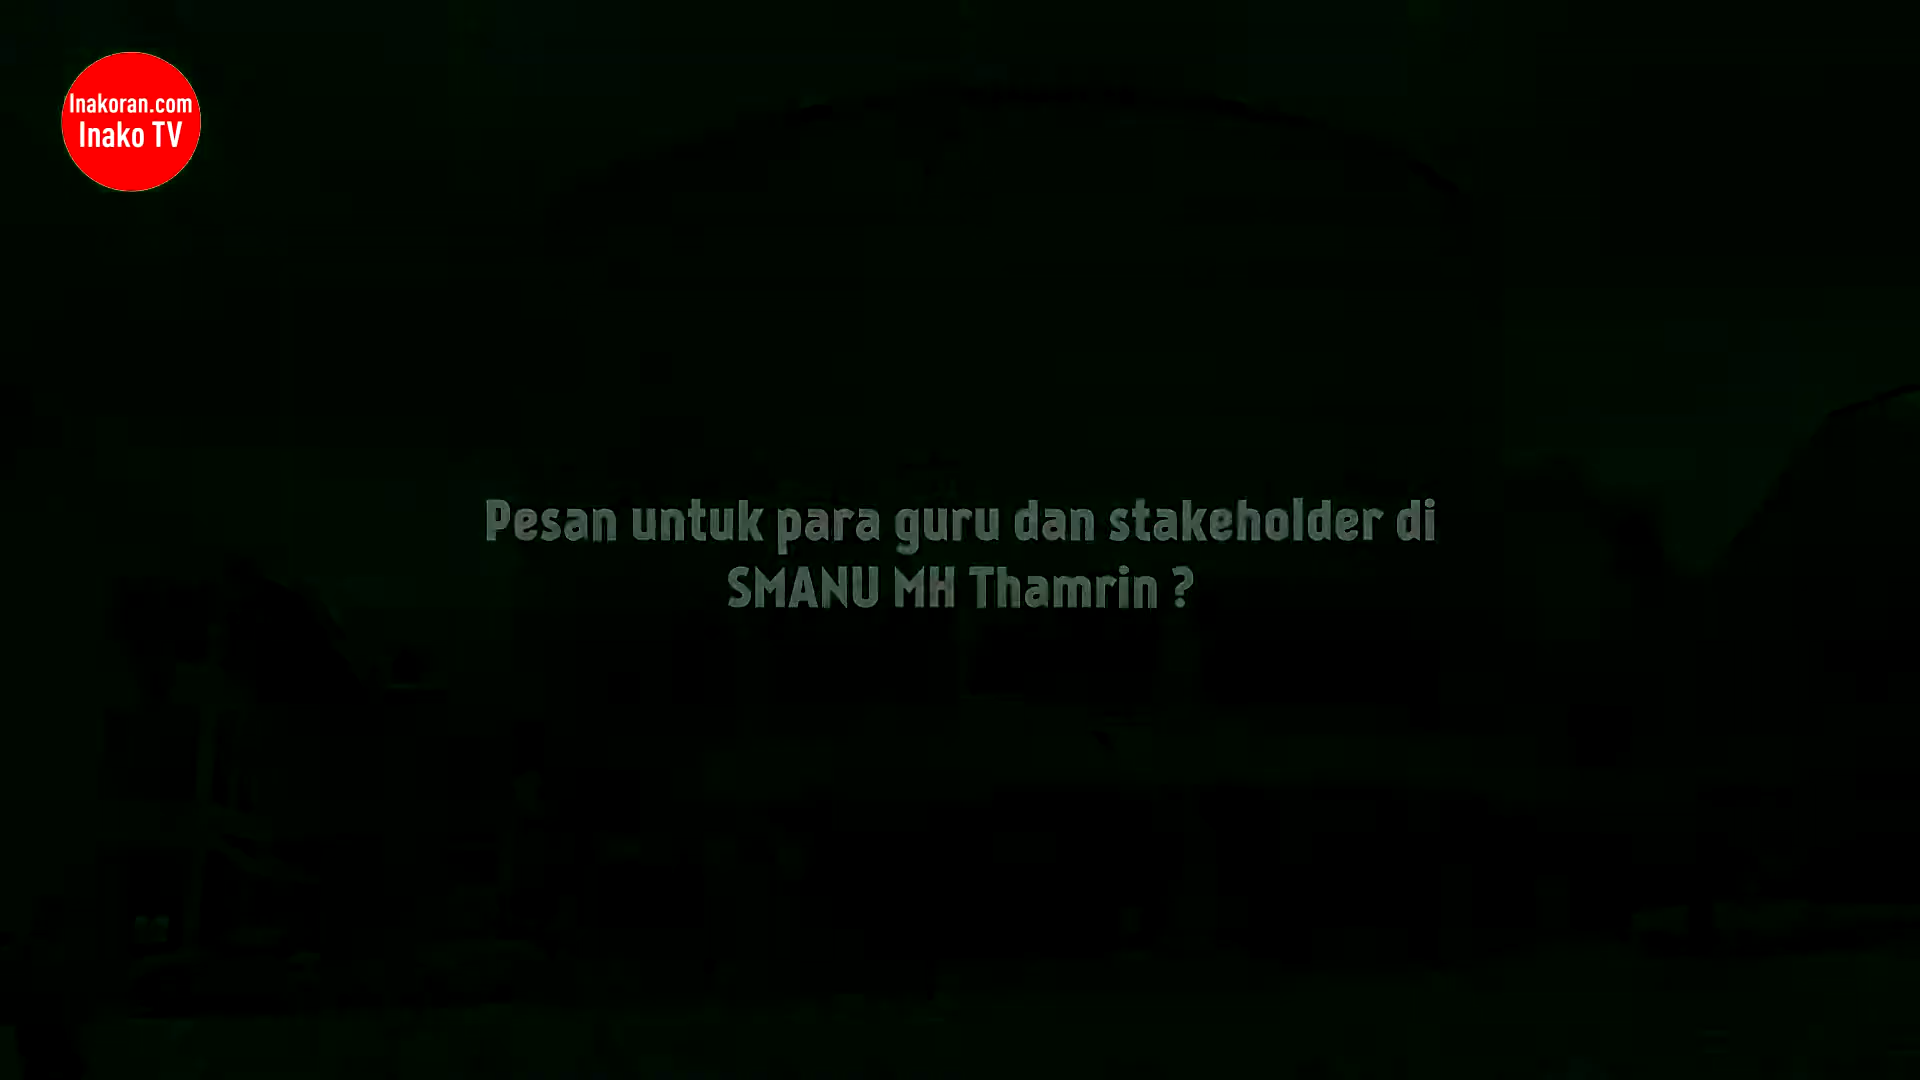 Inakoran.com
Inako TV
Pesan untuk para guru dan stakeholder di
SMANU MH Thamrin ?